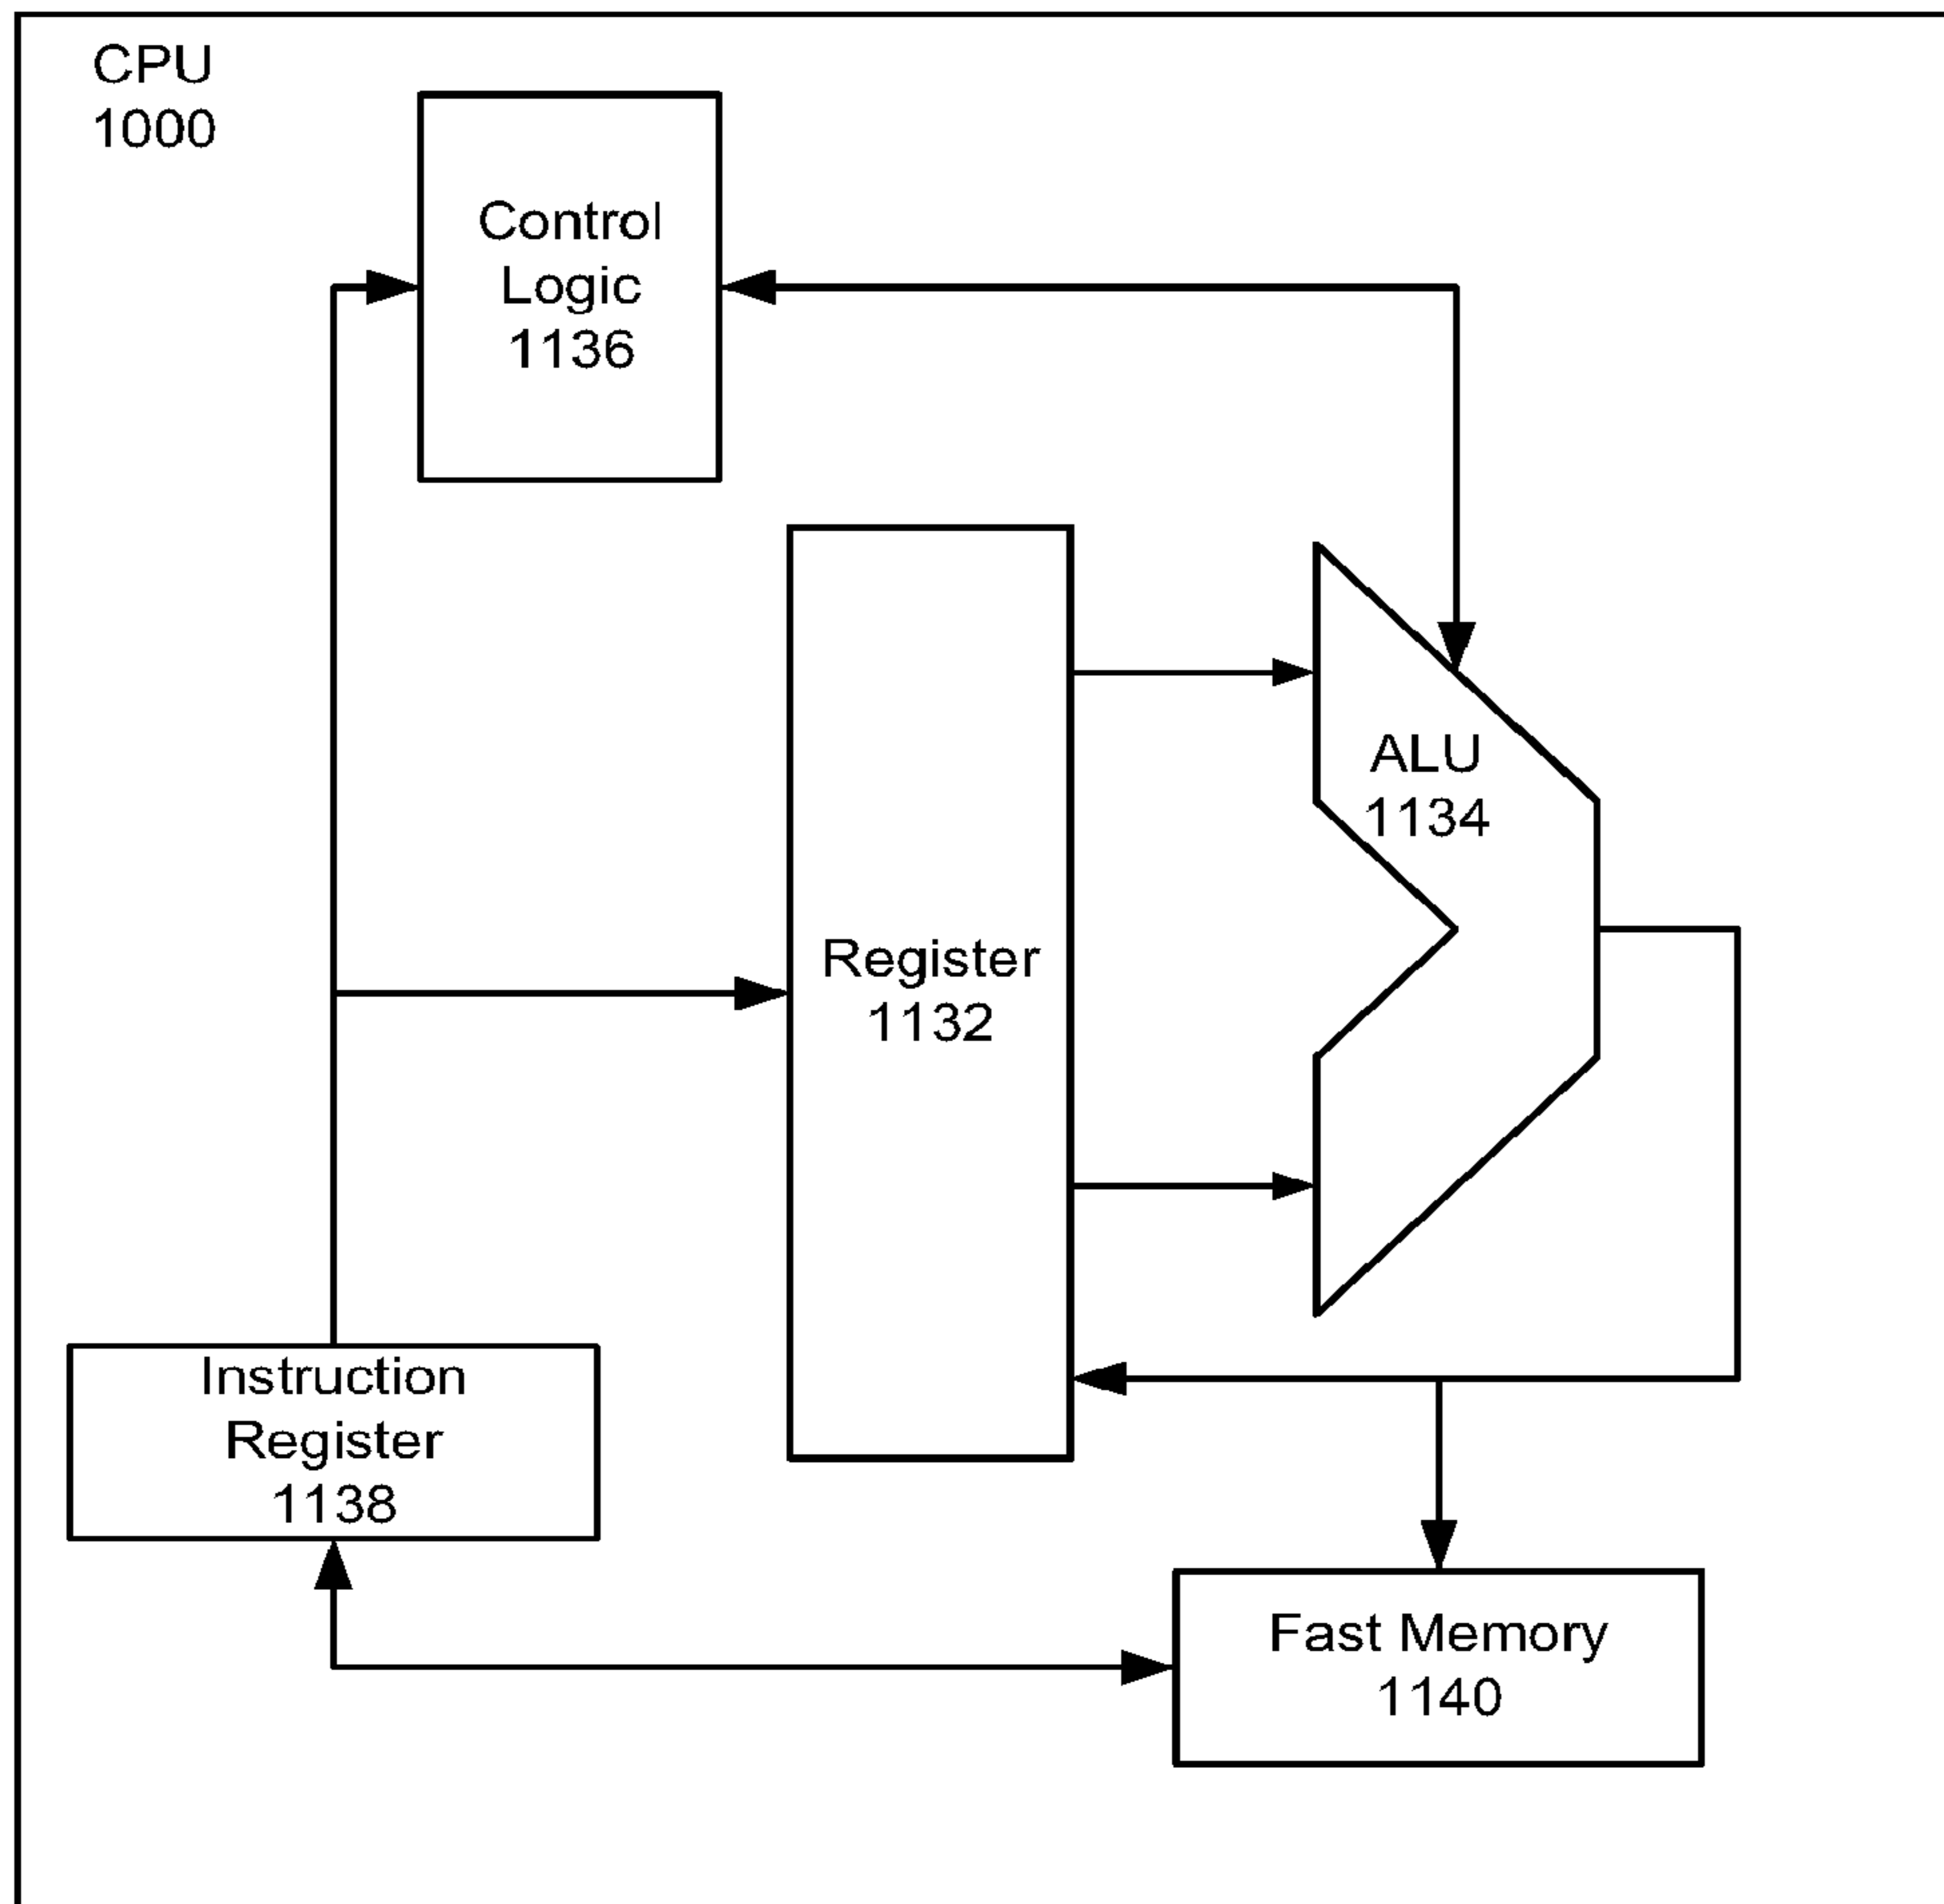 CPU
1000
Control
Logic
1136
ALU
1134
Register
1132
Instruction
Register
1138
Fast Memory
1140